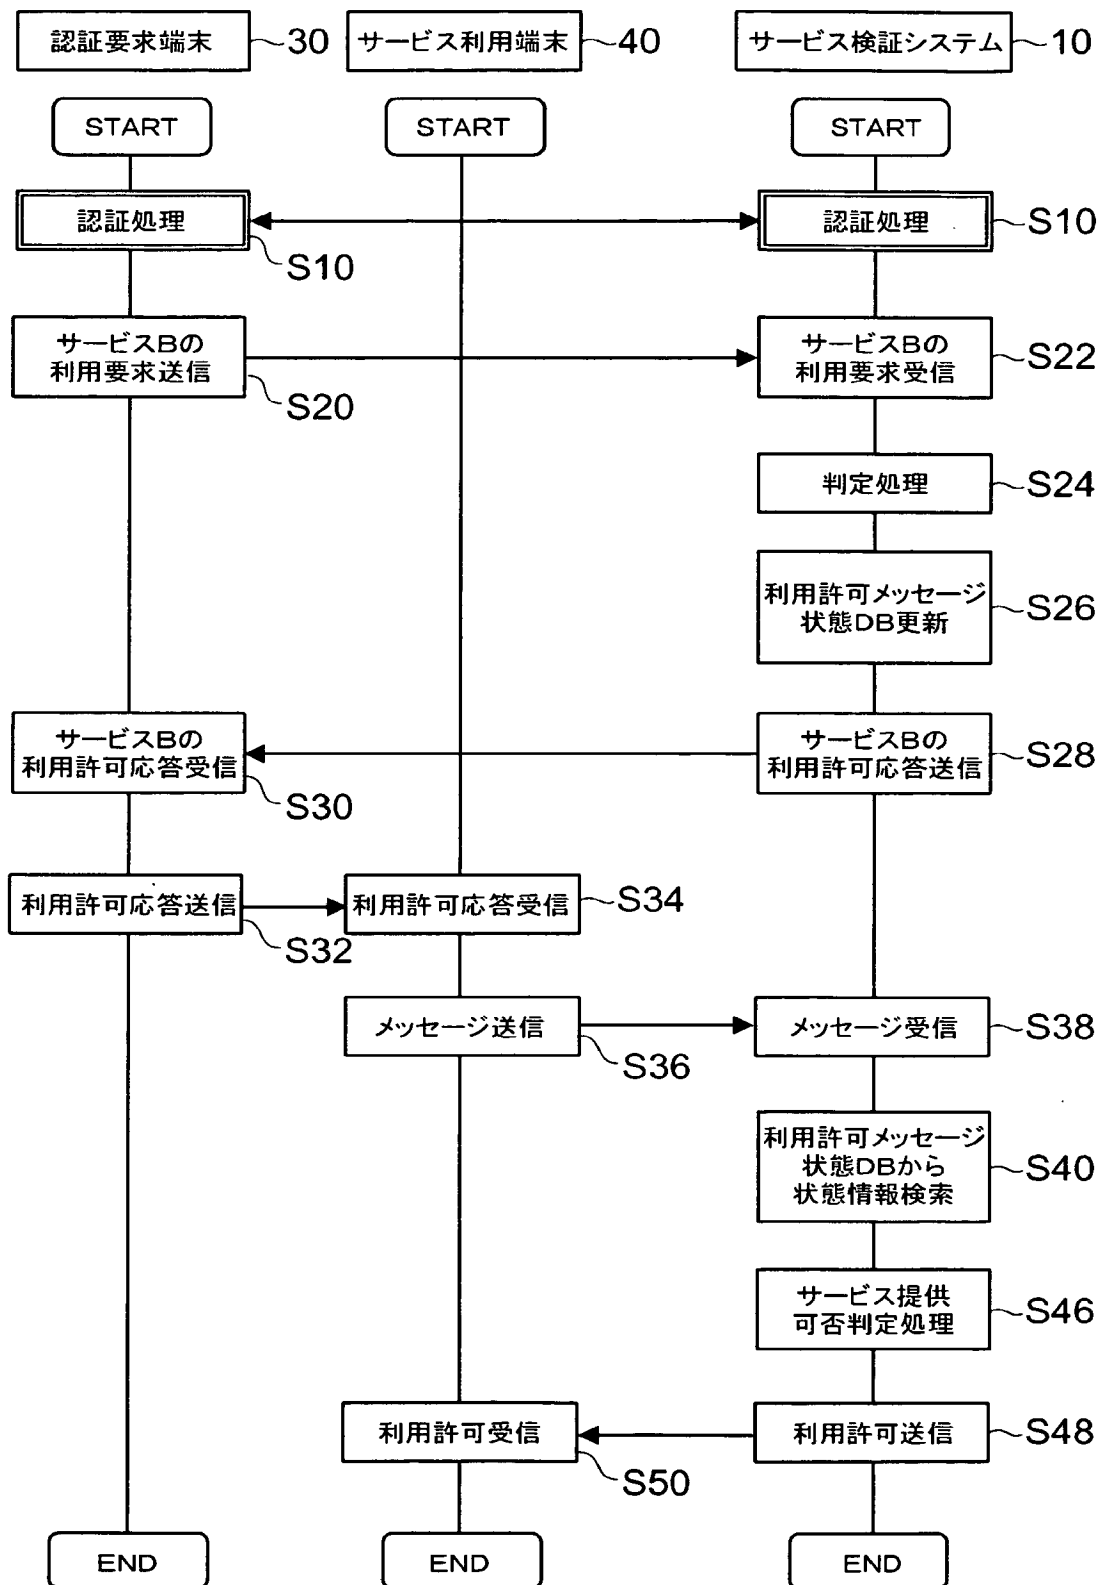 認証要求端末
30
サービス利用端末
40
サービス検証システム
10
START
START
START
認証処理
S10
認証処理
S10
サービスBの
利用要求送信
S20
サービスBの
利用要求受信
S22
判定処理
S24
利用許可メッセージ
状態DB更新
S26
サービスBの
利用許可応答受信
S30
サービスBの
利用許可応答送信
S28
利用許可応答送信
S32
利用許可応答受信
S34
メッセージ送信
S36
メッセージ受信
S38
利用許可メッセージ
状態DBから
状態情報検索
S40
サービス提供
可否判定処理
S46
利用許可受信
S50
利用許可送信
S48
END
END
END